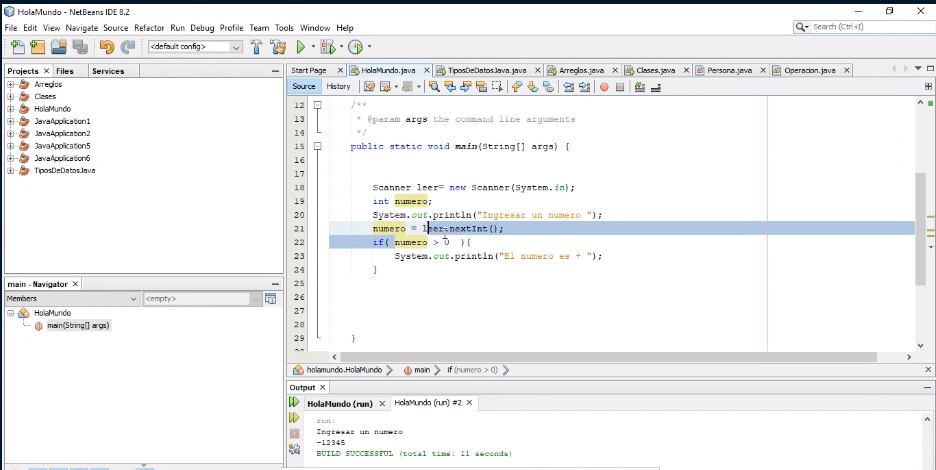 HolaMundo - NetBeans IDE 8.2
File Edit View Navigate Source Refactor Run Debug Profile Team Tools Window Help
<default config> Search (Ctrl+I)
Projects Files Services
Arreglos
Clases
HolaMundo
JavaApplication1
JavaApplication2
JavaApplication5
JavaApplication6
TiposDeDatosJava
main - Navigator
Members <empty>
HolaMundo
main(String[] args)
Start Page HolaMundo.java TiposDeDatosJava.java Arreglos.java Clases.java Persona.java Operacion.java
Source History
12 /**
13 * @param args the command line arguments
14 */
15 public static void main(String[] args) {
16
17
18 Scanner leer= new Scanner(System.in);
19 int numero;
20 System.out.println("Ingresar un numero ");
21 numero = leer.nextInt();
22 if( numero > 0 ){
23 System.out.println("El numero es + ");
24 }
25
26
27
28
29 }
holamundo.HolaMundo main if (numero > 0)
Output
HolaMundo (run) HolaMundo (run) #2
run:
Ingresar un numero
-12345
BUILD SUCCESSFUL (total time: 11 seconds)